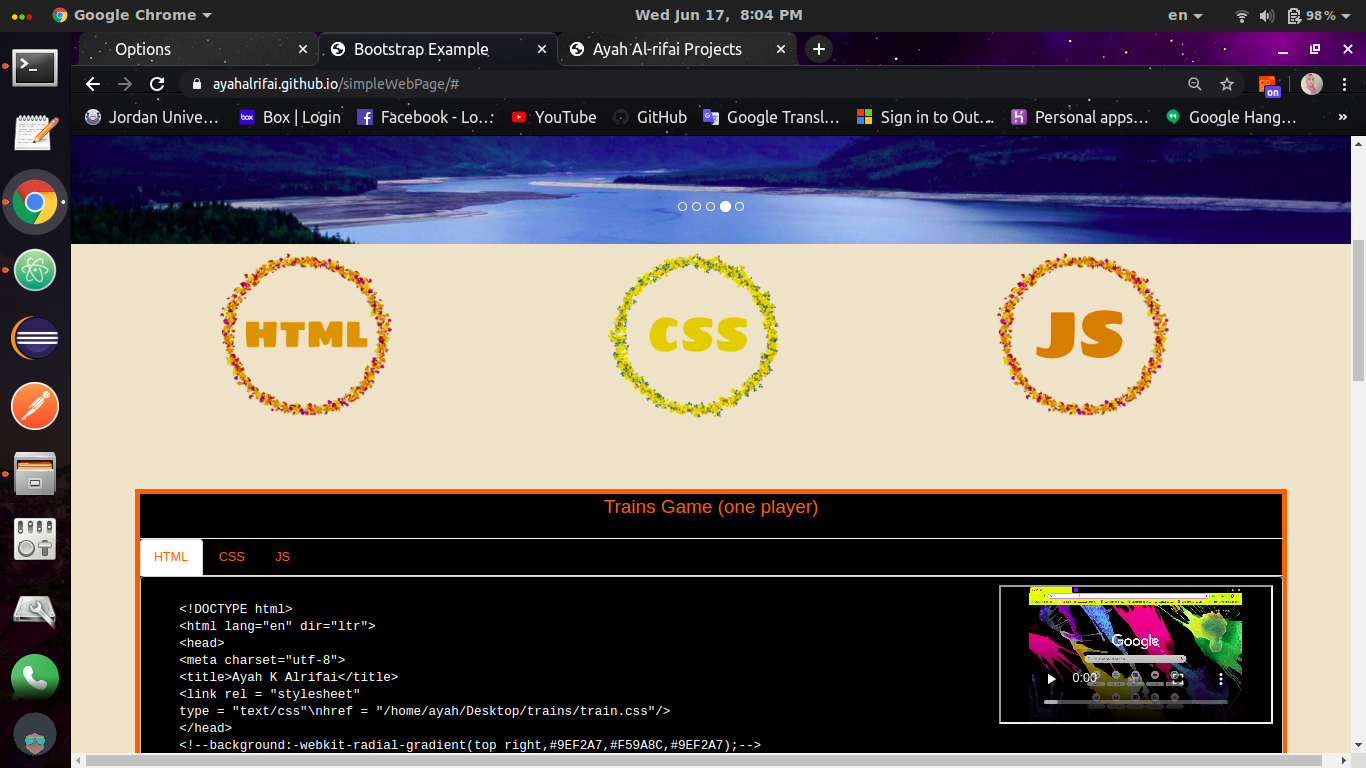 Google Chrome
Wed Jun 17, 8:04 PM
en
98%
Options
Bootstrap Example
Ayah Al-rifai Projects
ayahalrifai.github.io/simpleWebPage/#
on
Jordan Unive…
Box | Login
Facebook - Lo…
YouTube
GitHub
Google Transl…
Sign in to Out…
Personal apps…
Google Hang…
»
HTML
CSS
JS
Trains Game (one player)
HTML
CSS
JS
<!DOCTYPE html>
<html lang="en" dir="ltr">
<head>
<meta charset="utf-8">
<title>Ayah K Alrifai</title>
<link rel = "stylesheet"
type = "text/css"\nhref = "/home/ayah/Desktop/trains/train.css"/>
</head>
<!--background:-webkit-radial-gradient(top right,#9EF2A7,#F59A8C,#9EF2A7);-->
Google
0:00